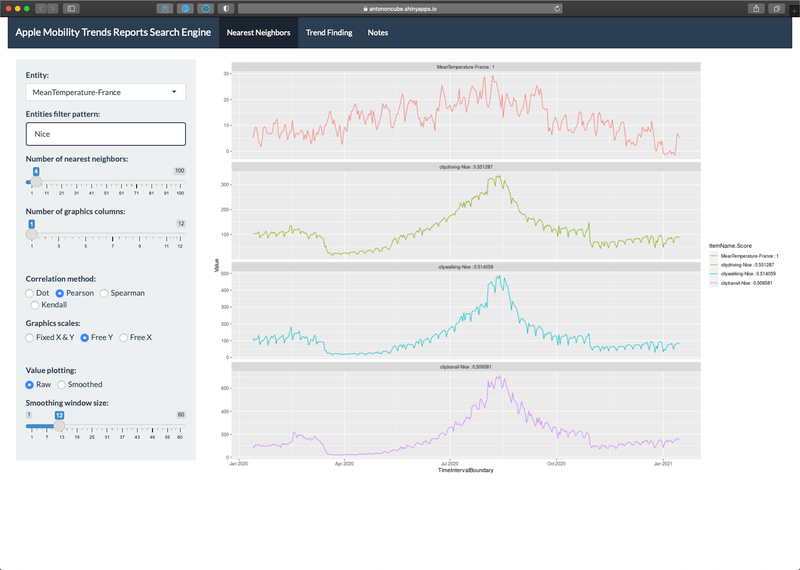 antononcube.shinyapps.io
Apple Mobility Trends Reports Search Engine
Nearest Neighbors
Trend Finding
Notes
Entity:
MeanTemperature-France
Entities filter pattern:
Nice
Number of nearest neighbors:
4
100
1 11 21 31 41 51 61 71 81 91 100
Number of graphics columns:
1
12
1 3 5 7 9 11 12
Correlation method:
Dot Pearson Spearman
Kendall
Graphics scales:
Fixed X & Y Free Y Free X
Value plotting:
Raw Smoothed
Smoothing window size:
1 12 60
1 7 13 19 25 31 37 43 49 55 60
MeanTemperature-France : 1
30
20
10
0
citydriving-Nice : 0.551287
300
200
100
0
citywalking-Nice : 0.514059
500
400
300
200
100
0
citytransit-Nice : 0.509581
600
400
200
0
Value
Jan 2020 Apr 2020 Jul 2020 Oct 2020 Jan 2021
TimeIntervalBoundary
ItemName.Score
MeanTemperature-France : 1
citydriving-Nice : 0.551287
citywalking-Nice : 0.514059
citytransit-Nice : 0.509581